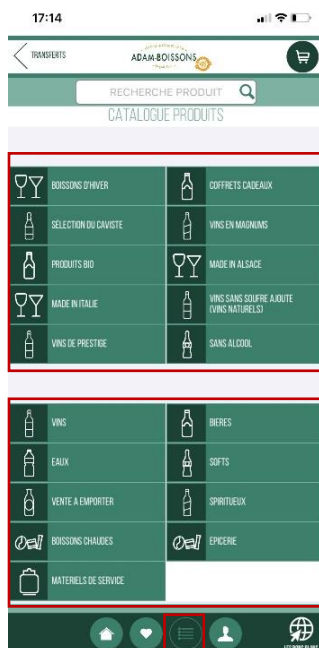 17:14
TRANSFERTS
ADAM-BOISSONS
RECHERCHE PRODUIT
CATALOGUE PRODUITS
BOISSONS D'HIVER
COFFRETS CADEAUX
SÉLECTION DU CAVISTE
VINS EN MAGNUMS
PRODUITS BIO
MADE IN ALSACE
MADE IN ITALIE
VINS SANS SOUFRE AJOUTE
(VINS NATURELS)
VINS DE PRESTIGE
SANS ALCOOL
VINS
BIERES
EAUX
SOFTS
VENTE A EMPORTER
SPIRITUEUX
BOISSONS CHAUDES
EPICERIE
MATERIELS DE SERVICE